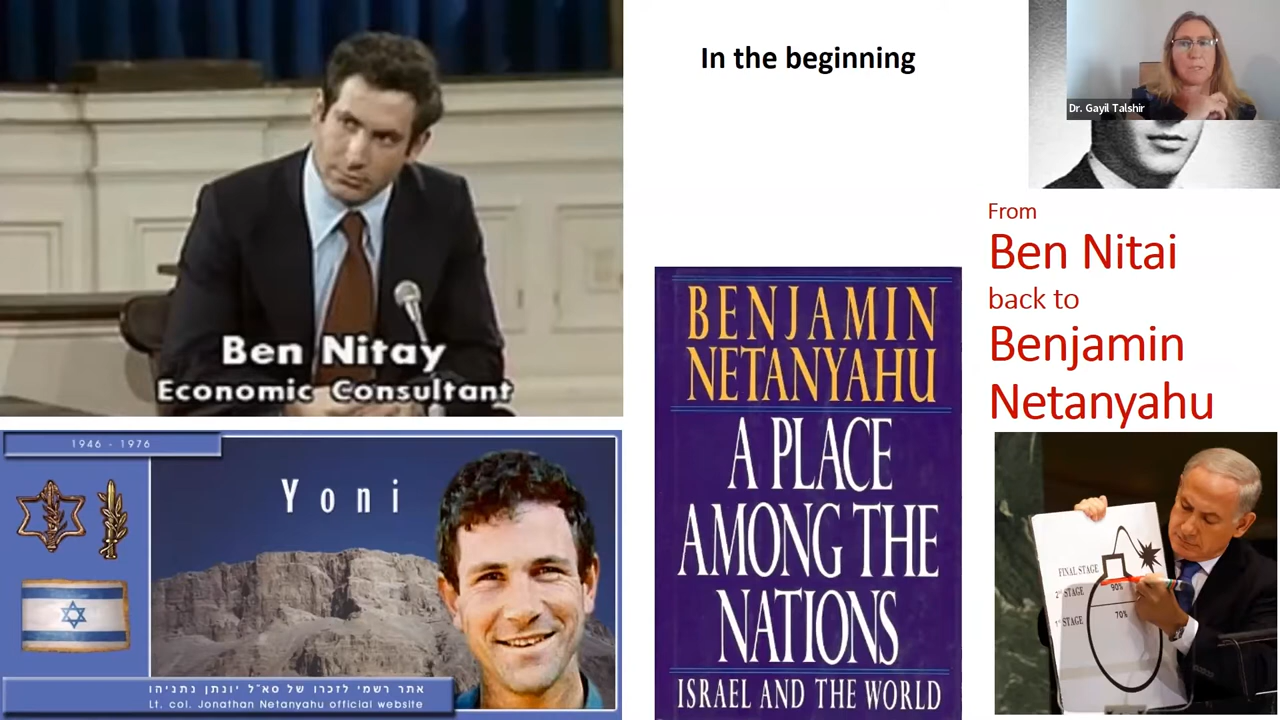 In the beginning
Dr. Gayil Talshir
Ben Nitay
Economic Consultant
From
Ben Nitai
back to
Benjamin
Netanyahu
BENJAMIN
NETANYAHU
A PLACE
AMONG THE
NATIONS
ISRAEL AND THE WORLD
1946 - 1976
Yoni
אתר רשמי לזכרו של סא"ל יונתן נתניהו
Lt. col. Jonathan Netanyahu official website
FINAL STAGE
2ᴺᴰ STAGE
90%
1ˢᵀ STAGE
70%